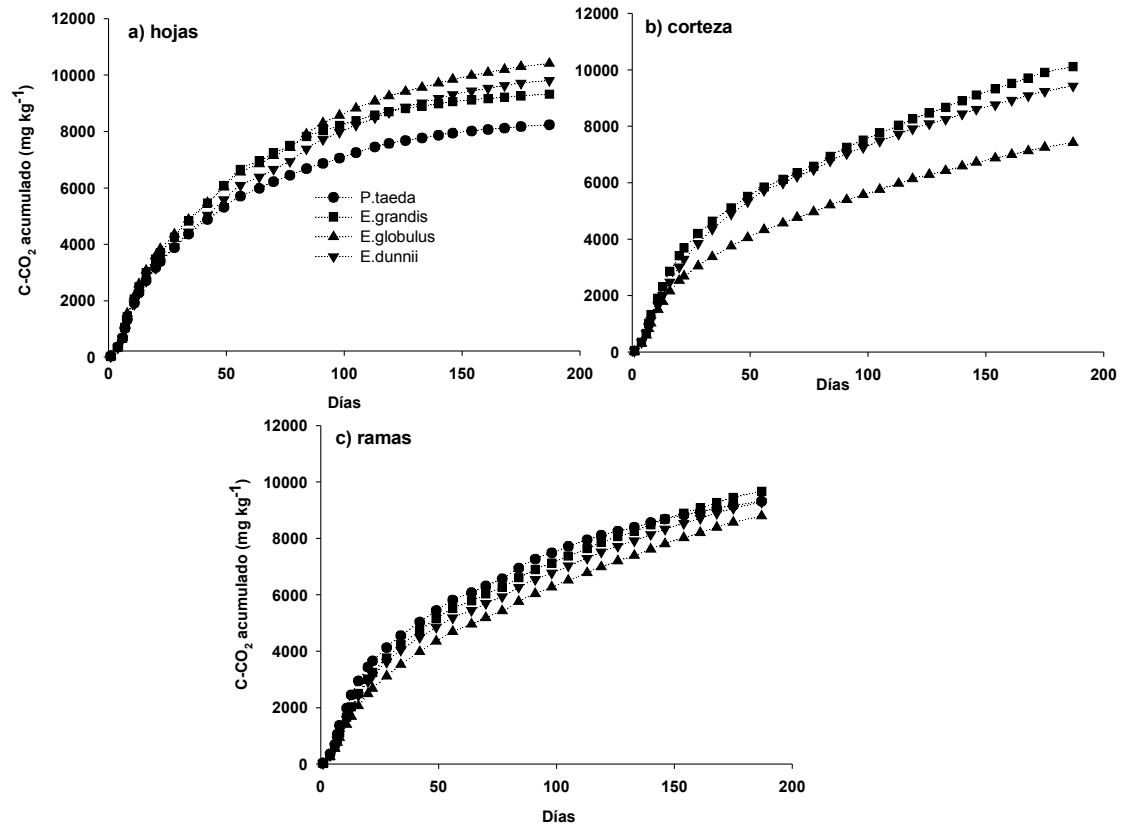 a) hojas
12000
10000
8000
6000
4000
2000
0
C-CO2 acumulado (mg kg-1)
P.taeda
E.grandis
E.globulus
E.dunnii
0 50 100 150 200
Días
b) corteza
12000
10000
8000
6000
4000
2000
0
0 50 100 150 200
Días
c) ramas
12000
10000
8000
6000
4000
2000
0
C-CO2 acumulado (mg kg-1)
0 50 100 150 200
Días